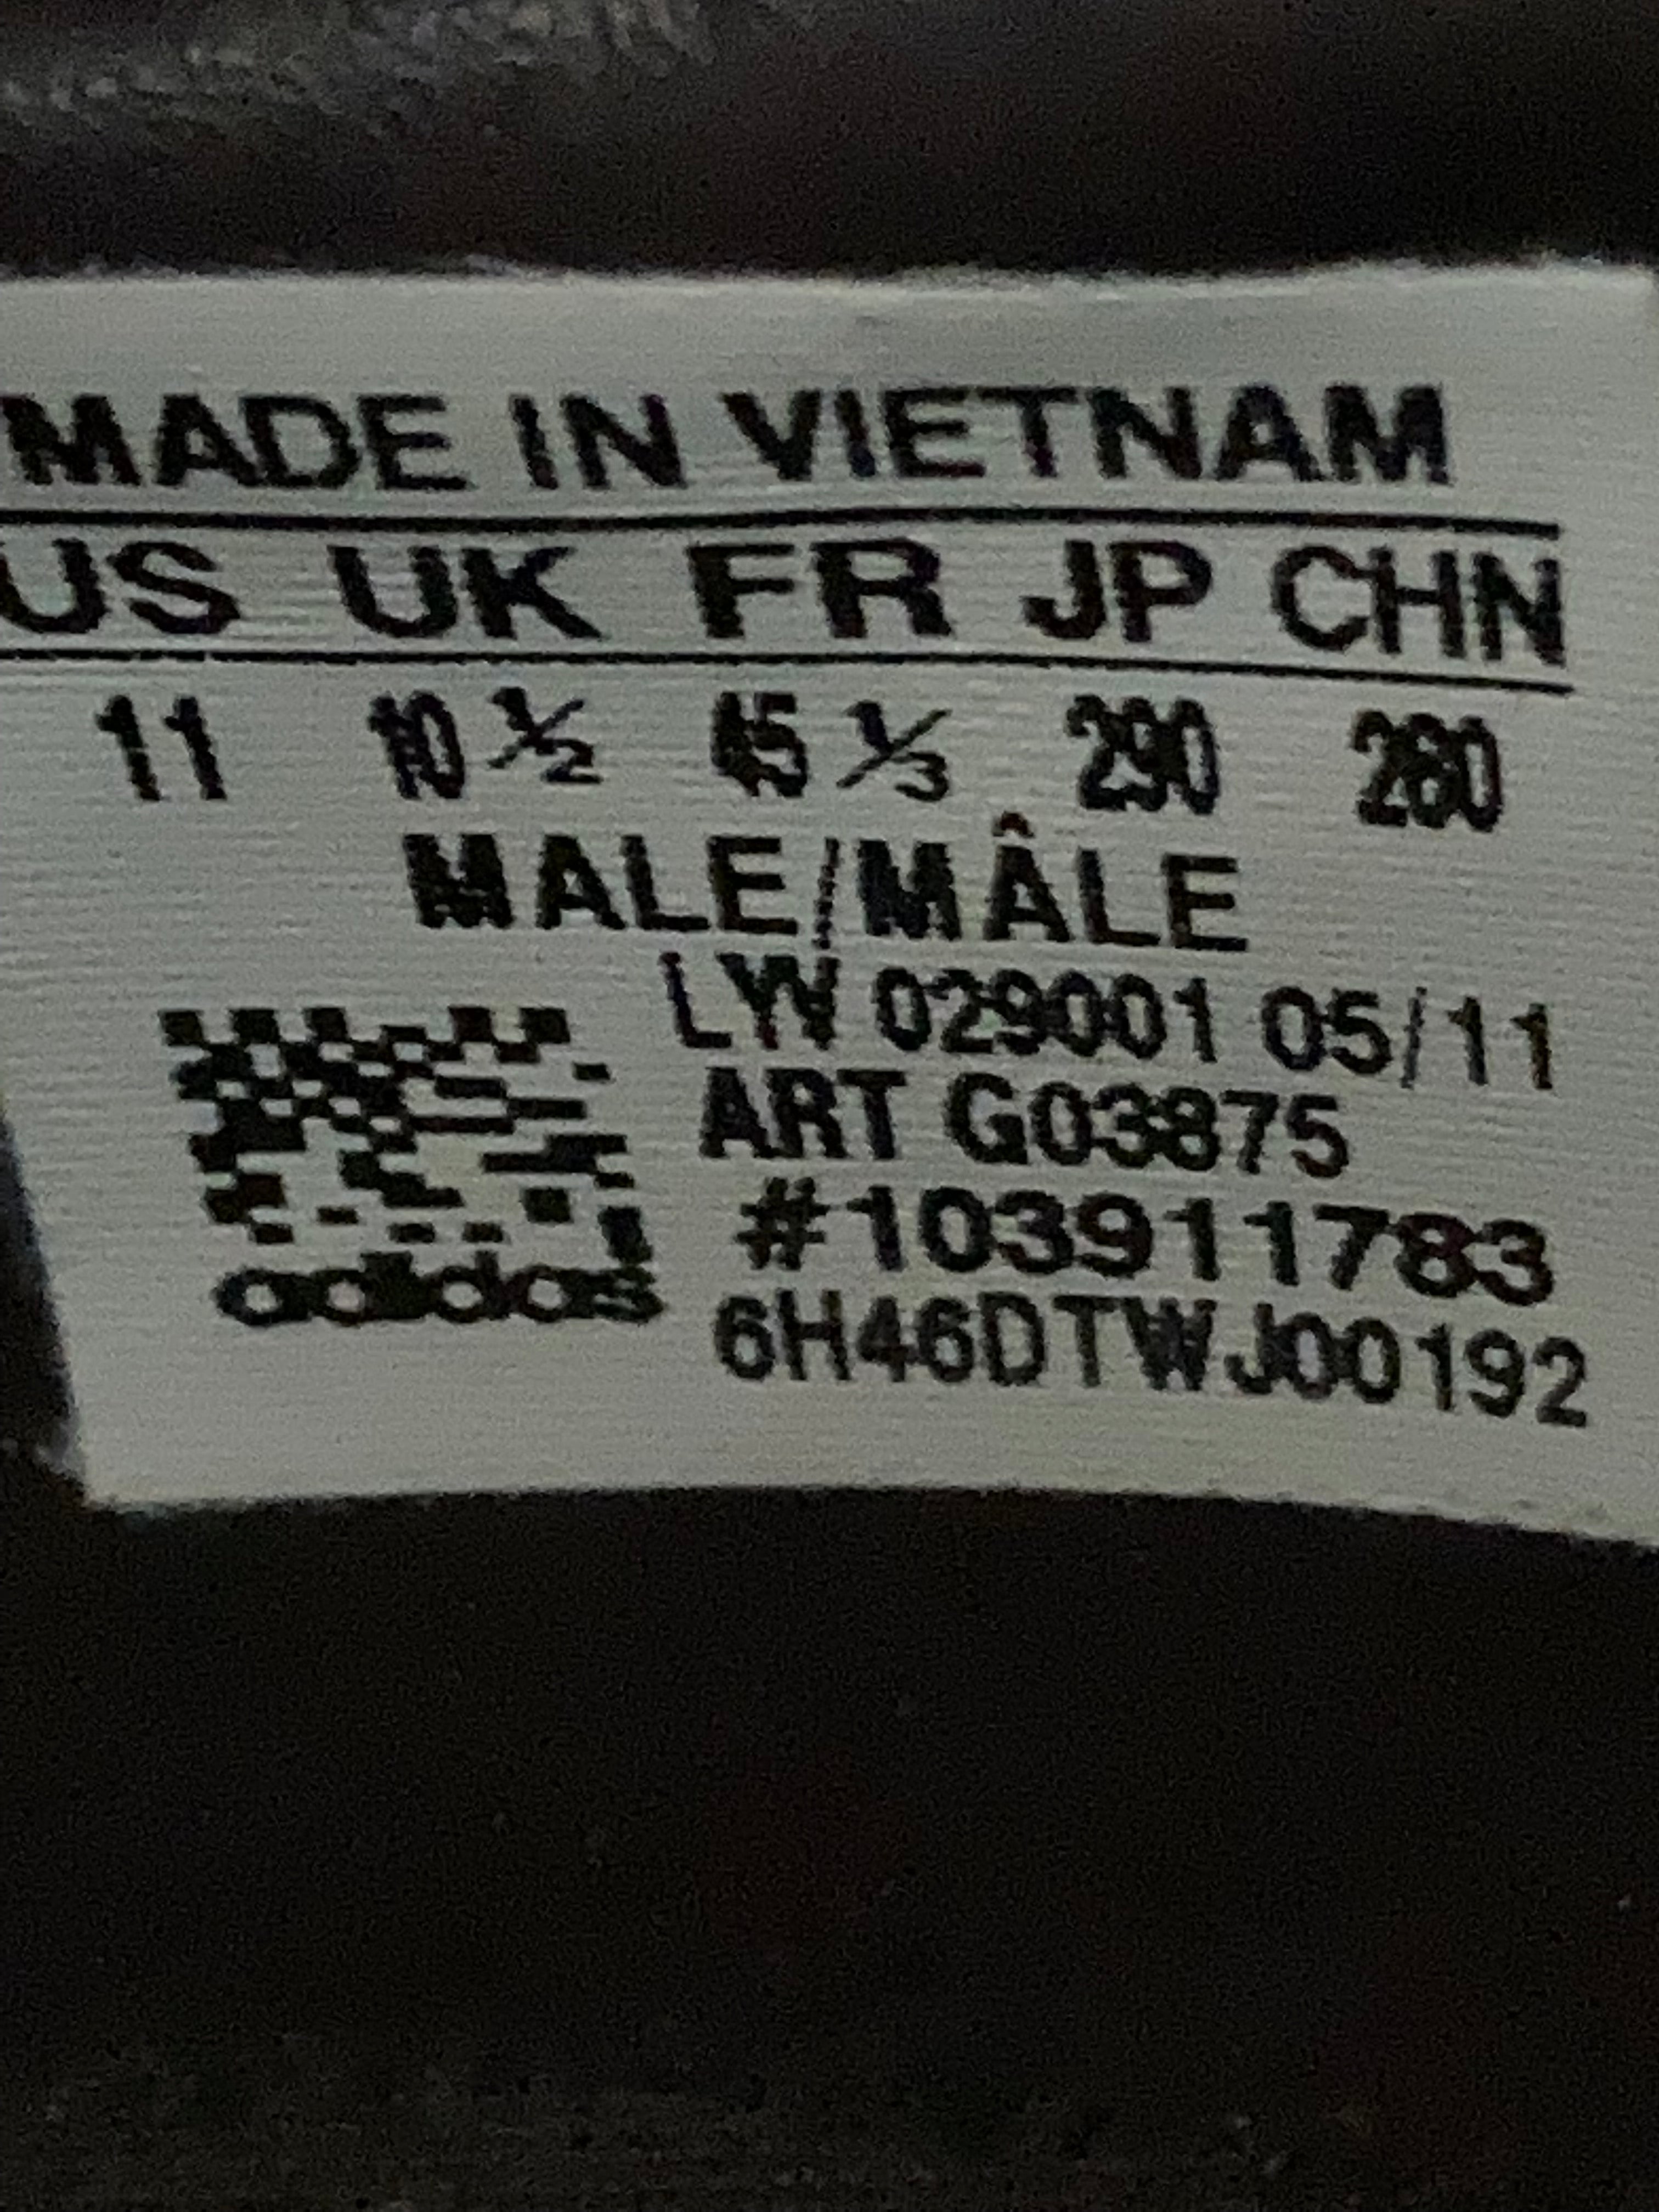 MADE IN VIETNAM
US UK FR JP CHN
11 10 ½ 45 ⅓ 290 280
MALE/MÂLE
LYV 029001 05/11
ART G03875
#103911783
adidas
6H46DTWJ00192